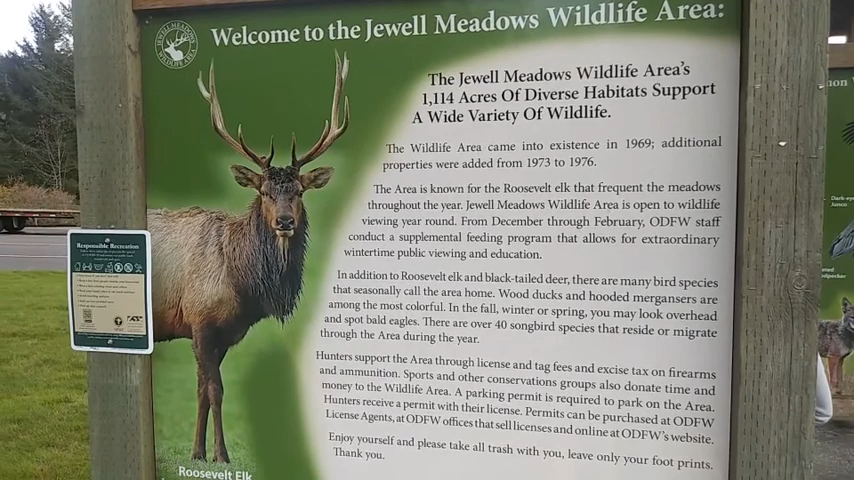 JEWELL MEADOWS
WILDLIFE AREA
Welcome to the Jewell Meadows Wildlife Area:
The Jewell Meadows Wildlife Area's
1,114 Acres Of Diverse Habitats Support
A Wide Variety Of Wildlife.
The Wildlife Area came into existence in 1969; additional
properties were added from 1973 to 1976.
The Area is known for the Roosevelt elk that frequent the meadows
throughout the year. Jewell Meadows Wildlife Area is open to wildlife
viewing year round. From December through February, ODFW staff
conduct a supplemental feeding program that allows for extraordinary
wintertime public viewing and education.
In addition to Roosevelt elk and black-tailed deer, there are many bird species
that seasonally call the area home. Wood ducks and hooded mergansers are
among the most colorful. In the fall, winter or spring, you may look overhead
and spot bald eagles. There are over 40 songbird species that reside or migrate
through the Area during the year.
Hunters support the Area through license and tag fees and excise tax on firearms
and ammunition. Sports and other conservations groups also donate time and
money to the Wildlife Area. A parking permit is required to park on the Area.
Hunters receive a permit with their license. Permits can be purchased at ODFW
License Agents, at ODFW offices that sell licenses and online at ODFW's website.
Enjoy yourself and please take all trash with you, leave only your foot prints.
Thank you.
Roosevelt Elk
Responsible Recreation
Dark-eye
Junco